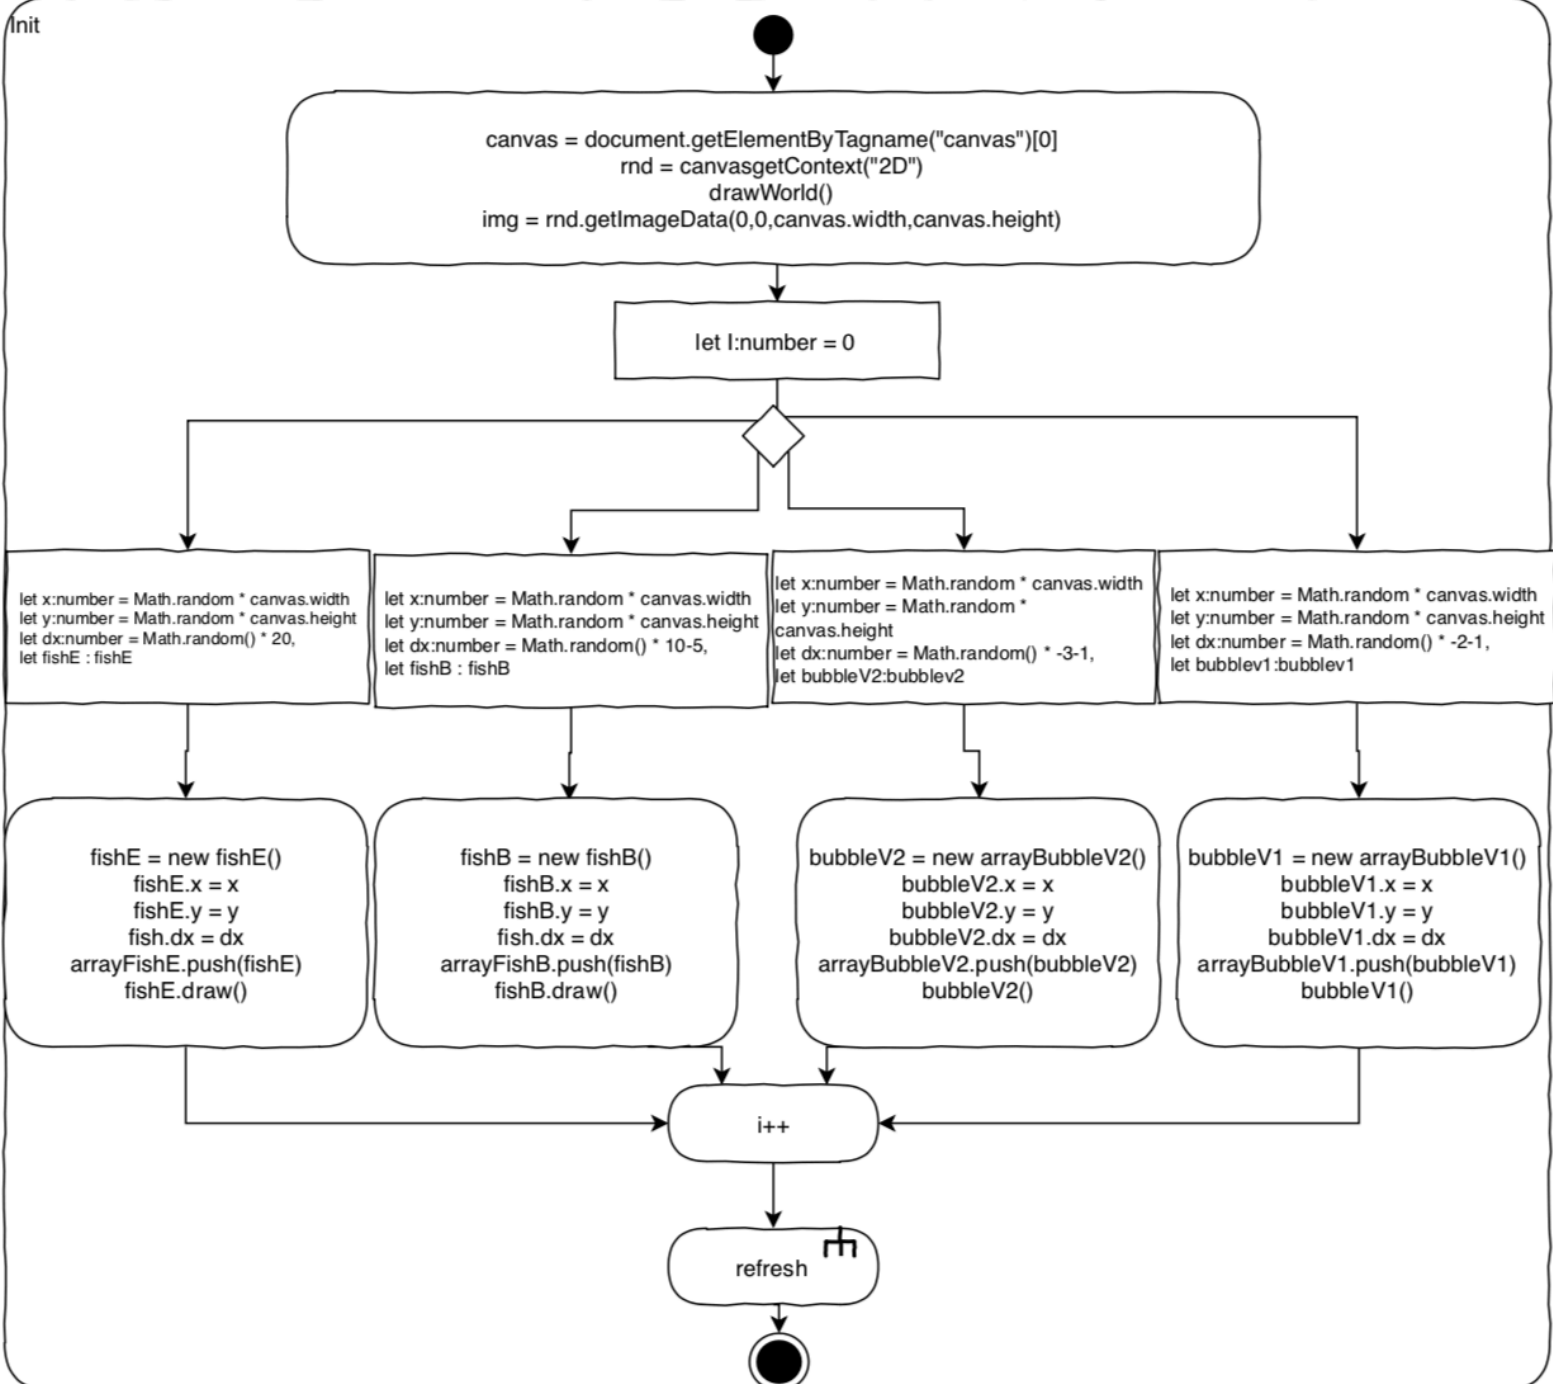 Init
canvas = document.getElementByTagname("canvas")[0]
rnd = canvasgetContext("2D")
drawWorld()
img = rnd.getImageData(0,0,canvas.width,canvas.height)
let I:number = 0
let x:number = Math.random * canvas.width
let y:number = Math.random * canvas.height
let dx:number = Math.random() * 20,
let fishE : fishE
let x:number = Math.random * canvas.width
let y:number = Math.random * canvas.height
let dx:number = Math.random() * 10-5,
let fishB : fishB
let x:number = Math.random * canvas.width
let y:number = Math.random *
canvas.height
let dx:number = Math.random() * -3-1,
let bubbleV2:bubblev2
let x:number = Math.random * canvas.width
let y:number = Math.random * canvas.height
let dx:number = Math.random() * -2-1,
let bubblev1:bubblev1
fishE = new fishE()
fishE.x = x
fishE.y = y
fish.dx = dx
arrayFishE.push(fishE)
fishE.draw()
fishB = new fishB()
fishB.x = x
fishB.y = y
fish.dx = dx
arrayFishB.push(fishB)
fishB.draw()
bubbleV2 = new arrayBubbleV2()
bubbleV2.x = x
bubbleV2.y = y
bubbleV2.dx = dx
arrayBubbleV2.push(bubbleV2)
bubbleV2()
bubbleV1 = new arrayBubbleV1()
bubbleV1.x = x
bubbleV1.y = y
bubbleV1.dx = dx
arrayBubbleV1.push(bubbleV1)
bubbleV1()
i++
refresh